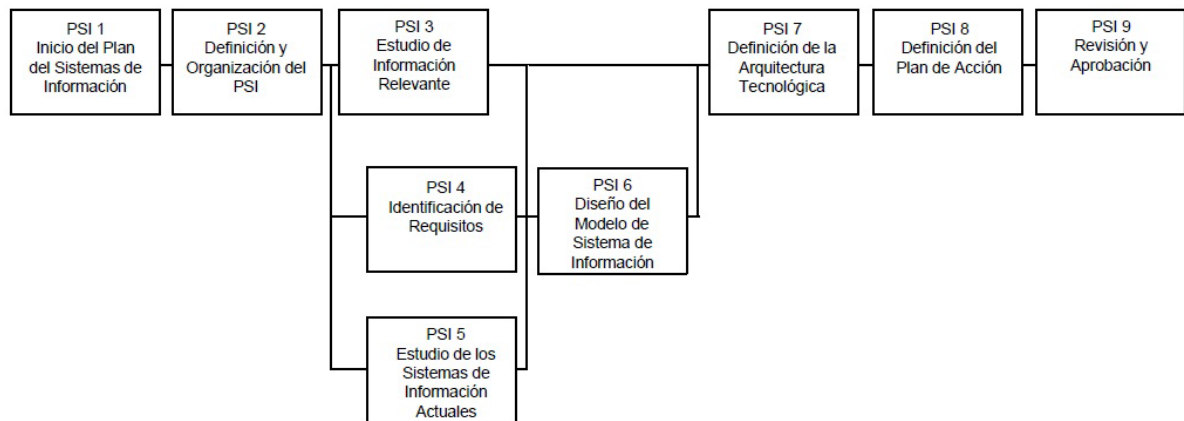 PSI 1
Inicio del Plan
del Sistemas de
Información
PSI 2
Definición y
Organización del
PSI
PSI 3
Estudio de
Información
Relevante
PSI 7
Definición de la
Arquitectura
Tecnológica
PSI 8
Definición del
Plan de Acción
PSI 9
Revisión y
Aprobación
PSI 4
Identificación de
Requisitos
PSI 6
Diseño del
Modelo de
Sistema de
Información
PSI 5
Estudio de los
Sistemas de
Información
Actuales